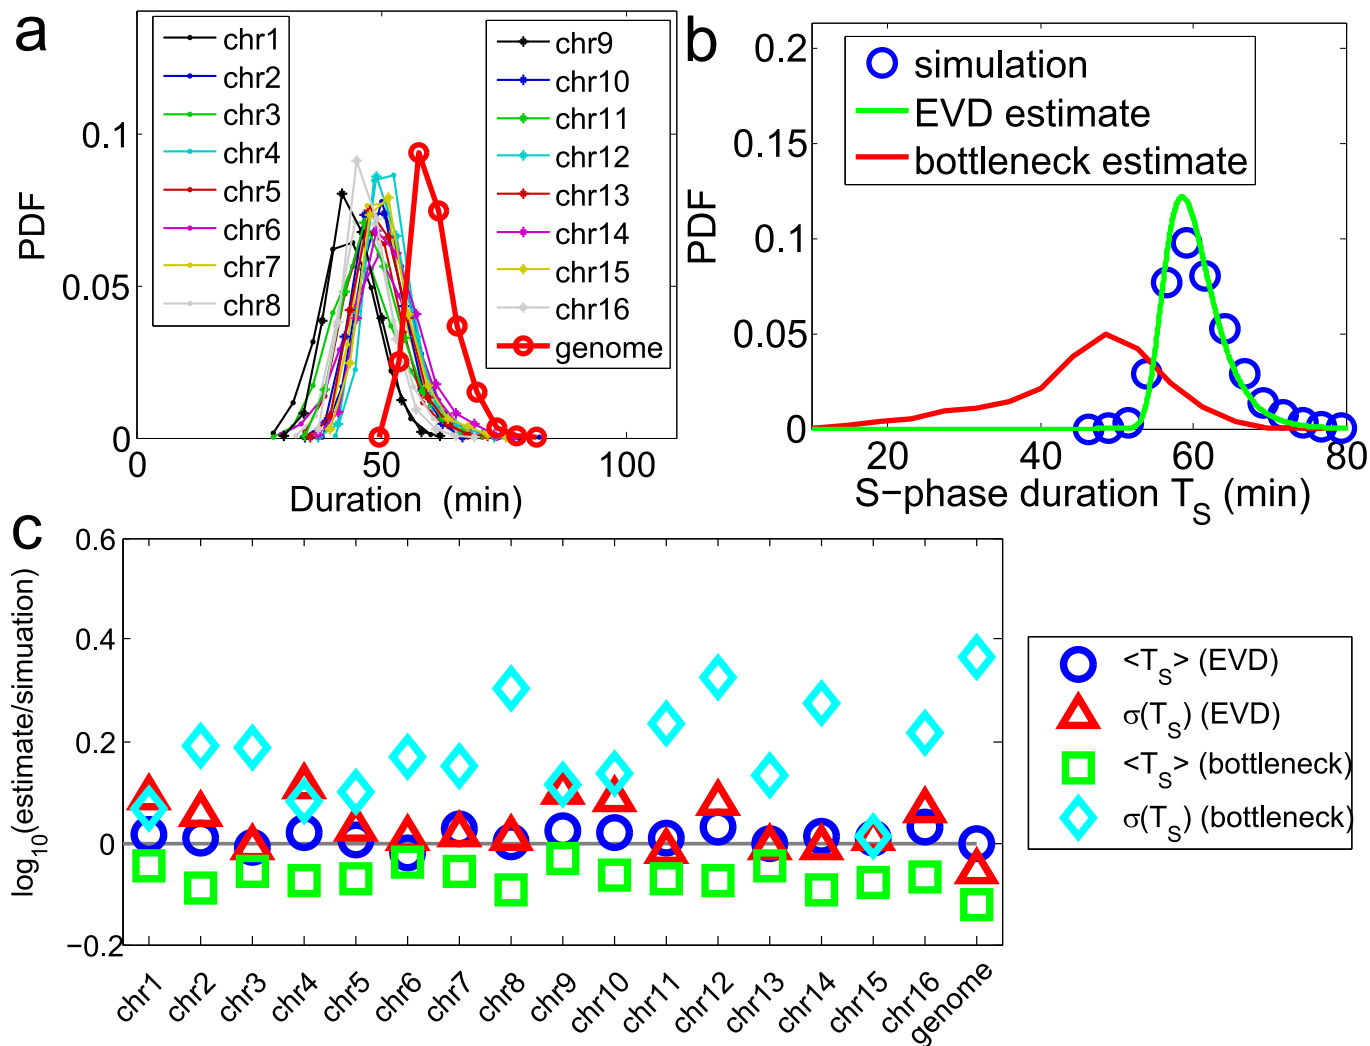 a
chr1
chr2
chr3
chr4
chr5
chr6
chr7
chr8
chr9
chr10
chr11
chr12
chr13
chr14
chr15
chr16
genome
PDF
0.1
0.05
0
0
50
100
Duration (min)
b
simulation
EVD estimate
bottleneck estimate
PDF
0.2
0.15
0.1
0.05
0
20
40
60
80
S−phase duration T_S (min)
c
log_10(estimate/simuation)
0.6
0.4
0.2
0
−0.2
chr1
chr2
chr3
chr4
chr5
chr6
chr7
chr8
chr9
chr10
chr11
chr12
chr13
chr14
chr15
chr16
genome
<T_S> (EVD)
σ(T_S) (EVD)
<T_S> (bottleneck)
σ(T_S) (bottleneck)